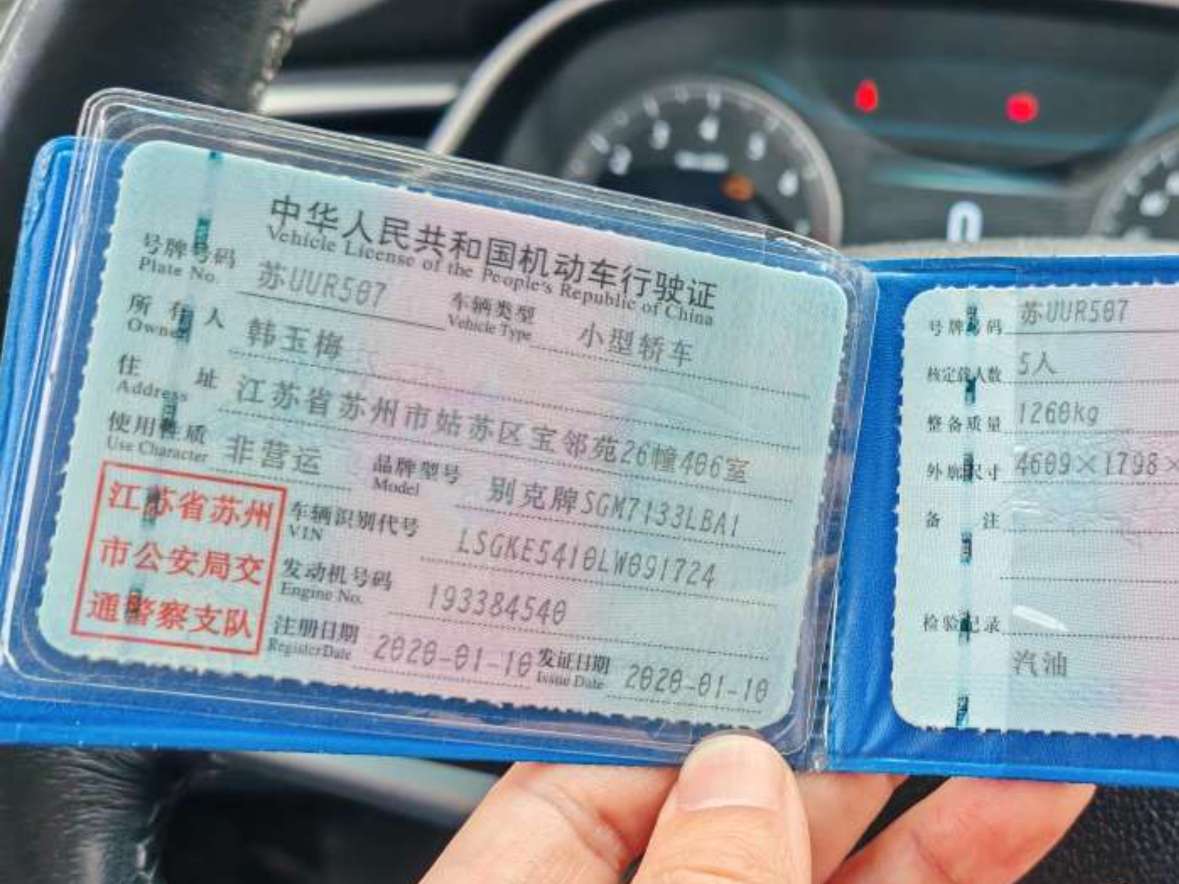 中华人民共和国机动车行驶证
Vehicle License of the People's Republic of China
号牌号码 苏UUR507 车辆类型 小型轿车
Plate No. Vehicle Type
所有人 韩玉梅
Owner
住址 江苏省苏州市姑苏区宝邻苑26幢406室
Address
使用性质 非营运 品牌型号 别克牌SGM7133LBA1
Use Character Model
江苏省苏州
市公安局交
通警察支队
车辆识别代号 LSGKE5410LW091724
VIN
发动机号码 193384540
Engine No.
注册日期 2020-01-10 发证日期 2020-01-10
Register Date Issue Date
号牌号码 苏UUR507
核定载人数 5人
整备质量 1260kg
外廓尺寸 4609×1798×
备注
检验记录
汽油
2 3 4 5 6
0